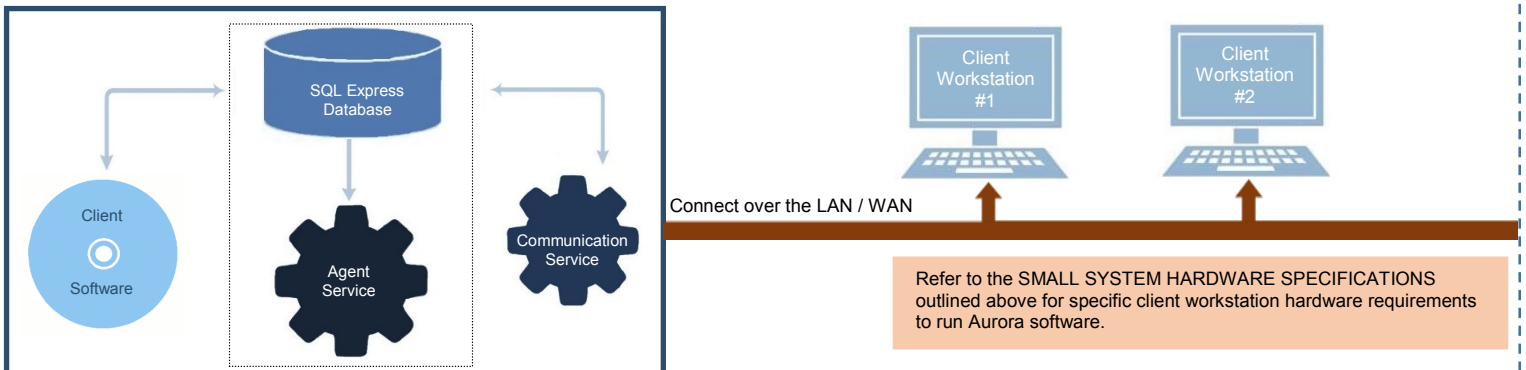 SQL Express
Database
Client
Software
Agent
Service
Communication
Service
Connect over the LAN / WAN
Client
Workstation
#1
Client
Workstation
#2
Refer to the SMALL SYSTEM HARDWARE SPECIFICATIONS
outlined above for specific client workstation hardware requirements
to run Aurora software.